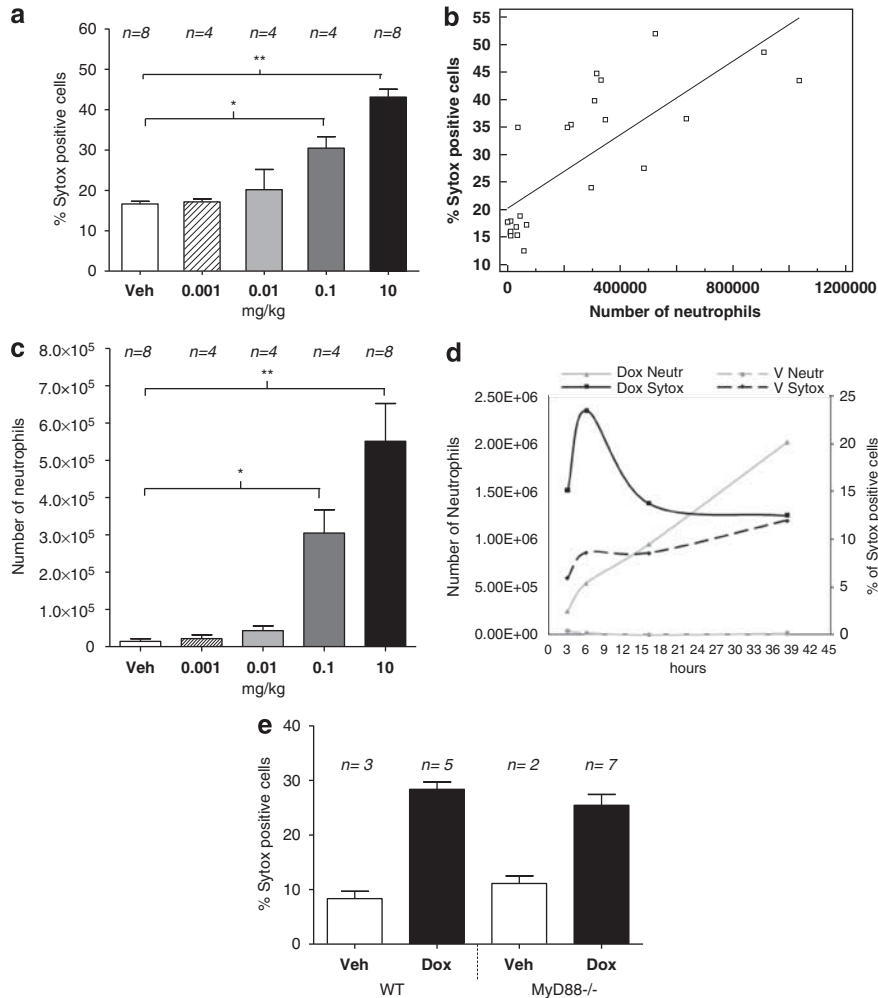 a
n=8 n=4 n=4 n=4 n=8
**
*
% Sytox positive cells
60
50
40
30
20
10
0
Veh 0.001 0.01 0.1 10
mg/kg
b
% Sytox positive cells
55
50
45
40
35
30
25
20
15
10
0 400000 800000 1200000
Number of neutrophils
c
n=8 n=4 n=4 n=4 n=8
**
*
Number of neutrophils
8.0×10⁵
7.0×10⁵
6.0×10⁵
5.0×10⁵
4.0×10⁵
3.0×10⁵
2.0×10⁵
1.0×10⁵
0
Veh 0.001 0.01 0.1 10
mg/kg
d
Dox Neutr V Neutr
Dox Sytox V Sytox
Number of Neutrophils
2.50E+06
2.00E+06
1.50E+06
1.00E+06
5.00E+05
0.00E+00
25
20
15
10
5
0
% of Sytox positive cells
0 3 6 9 12 15 18 21 24 27 30 33 36 39 42 45
hours
e
n= 3 n= 5 n= 2 n= 7
% Sytox positive cells
40
30
20
10
0
Veh Dox Veh Dox
WT MyD88-/-